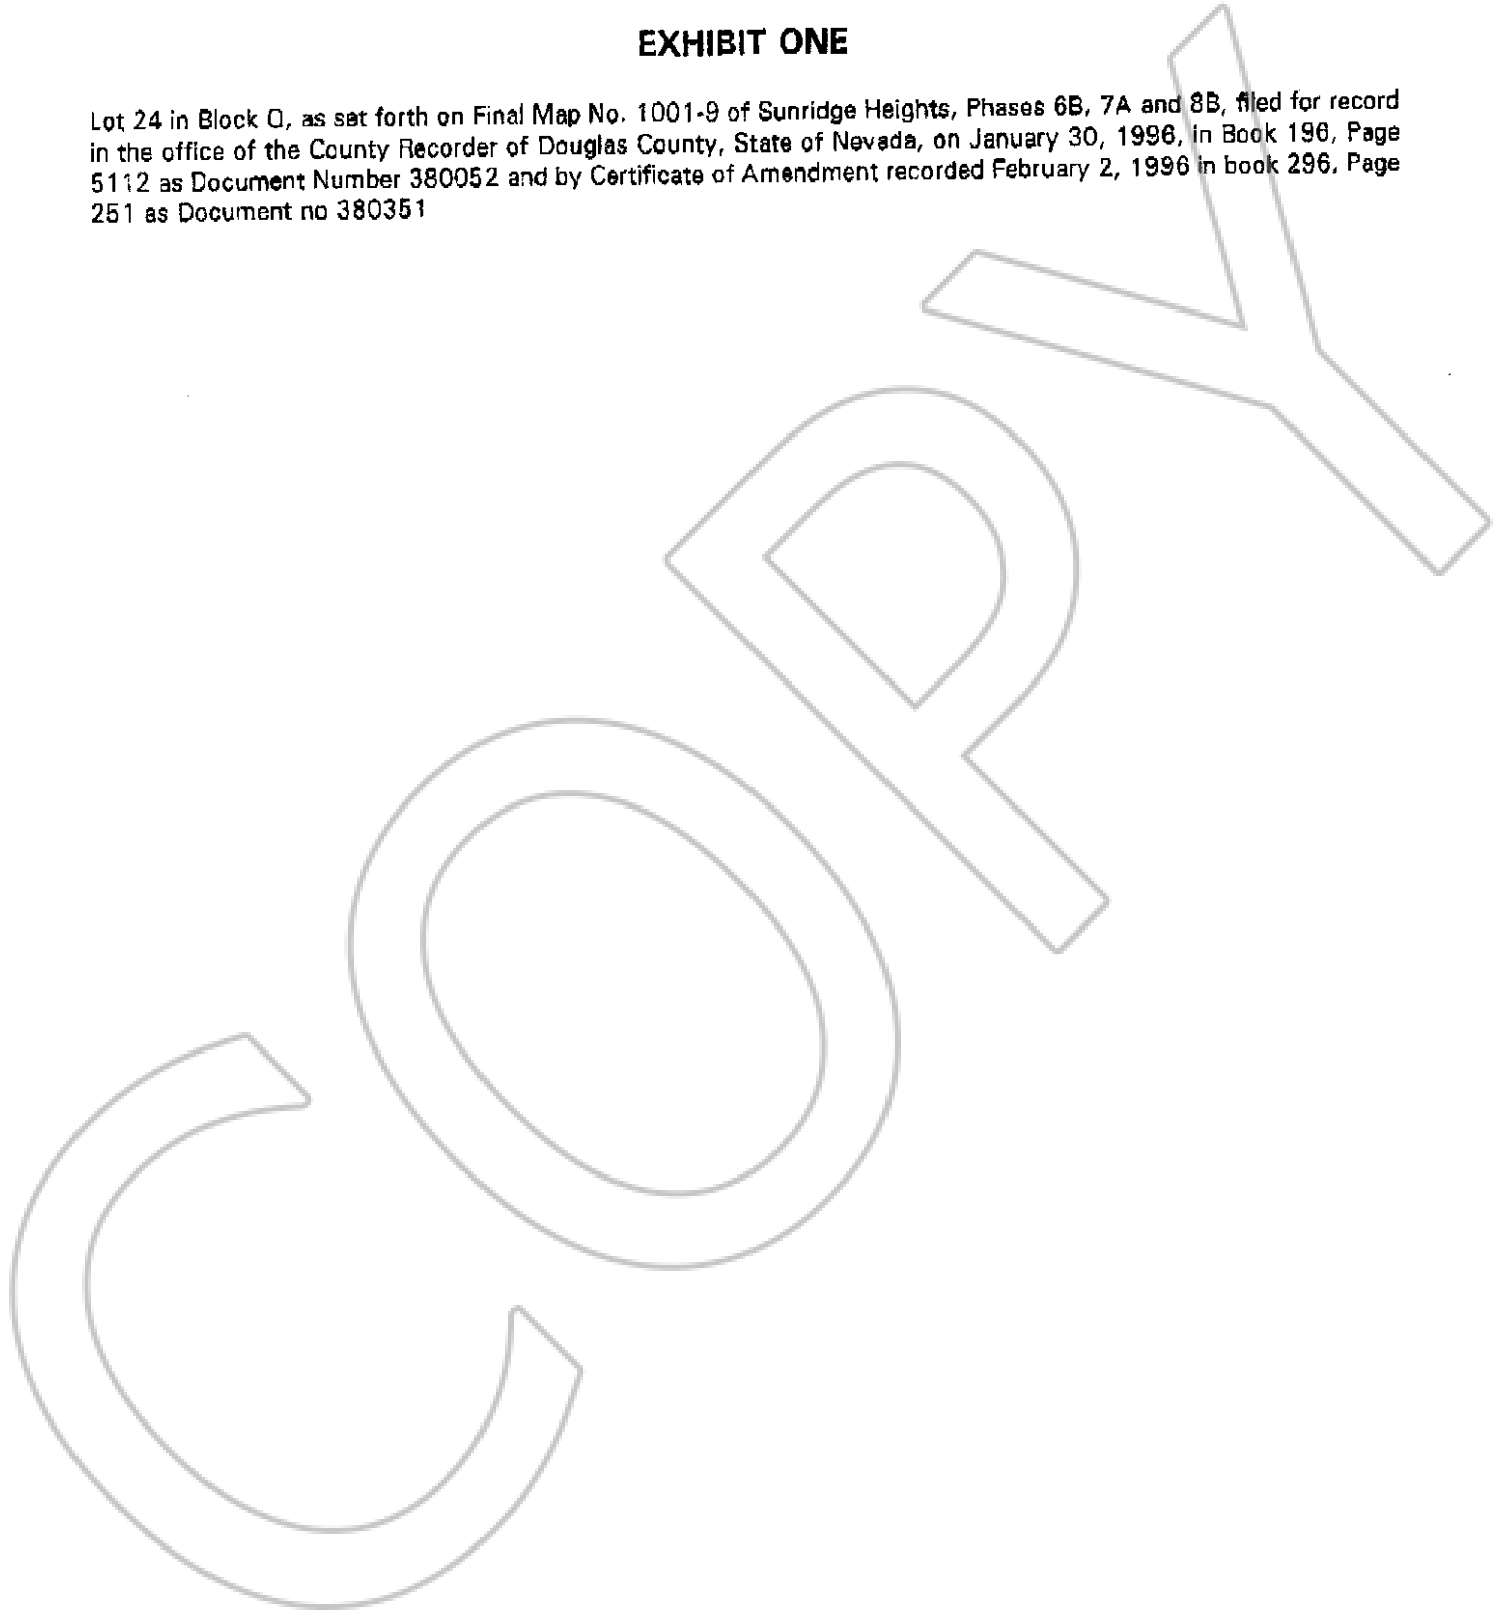 EXHIBIT ONE
Lot 24 in Block Q, as set forth on Final Map No. 1001-9 of Sunridge Heights, Phases 6B, 7A and 8B, filed for record
in the office of the County Recorder of Douglas County, State of Nevada, on January 30, 1996, in Book 196, Page
5112 as Document Number 380052 and by Certificate of Amendment recorded February 2, 1996 in book 296, Page
251 as Document no 380351
COPY